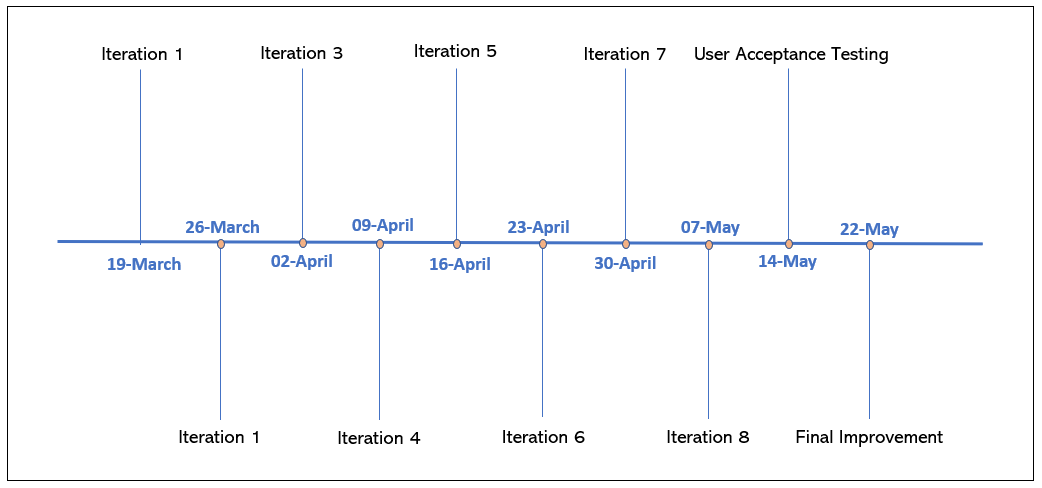 Iteration 1
Iteration 3
Iteration 5
Iteration 7
User Acceptance Testing
26-March
09-April
23-April
07-May
22-May
19-March
02-April
16-April
30-April
14-May
Iteration 1
Iteration 4
Iteration 6
Iteration 8
Final Improvement